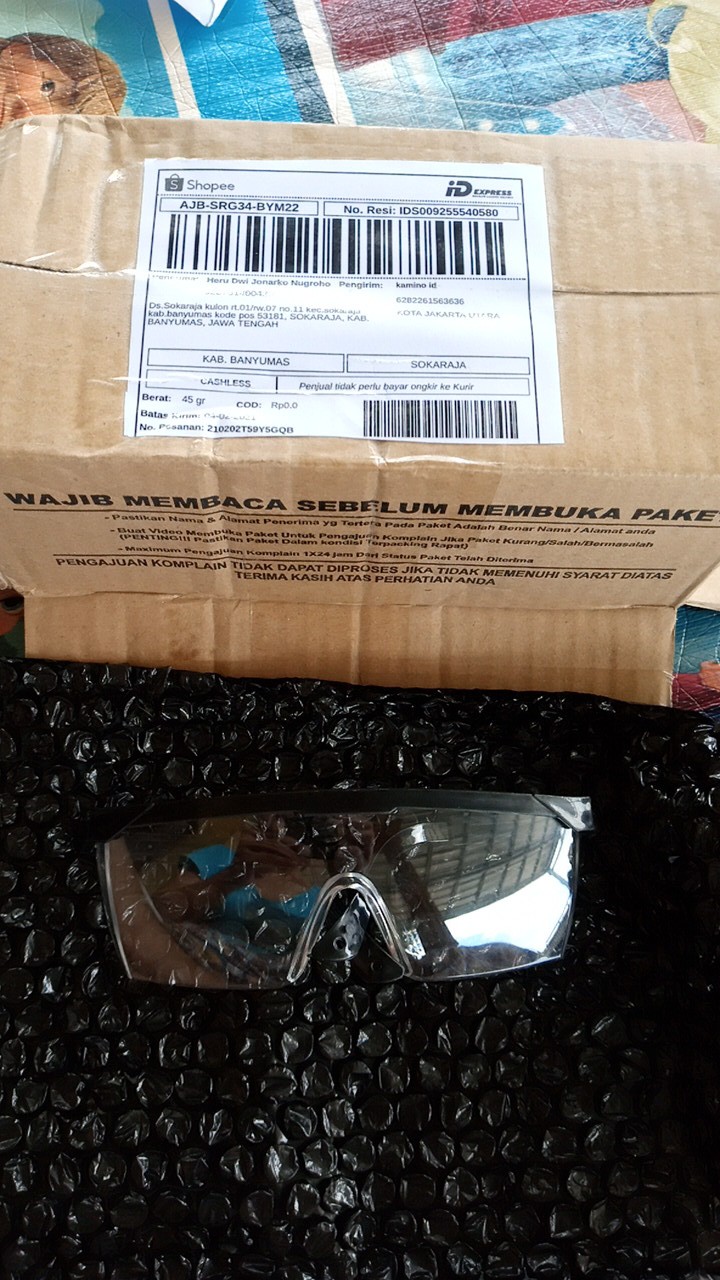 Shopee
iD EXPRESS
AJB-SRG34-BYM22
No. Resi: IDS009255540580
Heru Dwi Jonarko Nugroho Pengirim: kamino id
6282261563636
Ds.Sokaraja kulon rt.01/rw.07 no.11 kec.sokaraja
KOTA JAKARTA UTARA
kab.banyumas kode pos 53181, SOKARAJA, KAB.
BANYUMAS, JAWA TENGAH
KAB. BANYUMAS
SOKARAJA
CASHLESS
Penjual tidak perlu bayar ongkir ke Kurir
Berat: 45 gr
COD: Rp0.0
Batas Kirim:
No. Pesanan: 210202T59Y5GQB
WAJIB MEMBACA SEBELUM MEMBUKA PAKET
- Pastikan Nama & Alamat Penerima yg Tertera Pada Paket Adalah Benar Nama / Alamat anda
- Buat Video Membuka Paket Untuk Pengajuan Komplain Jika Paket Kurang/Salah/Bermasalah
(PENTING!!! Pastikan Paket Dalam kondisi Terpacking Rapat)
- Maximum Pengajuan Komplain 1X24 jam Dari Status Paket Telah Diterima
PENGAJUAN KOMPLAIN TIDAK DAPAT DIPROSES JIKA TIDAK MEMENUHI SYARAT DIATAS
TERIMA KASIH ATAS PERHATIAN ANDA